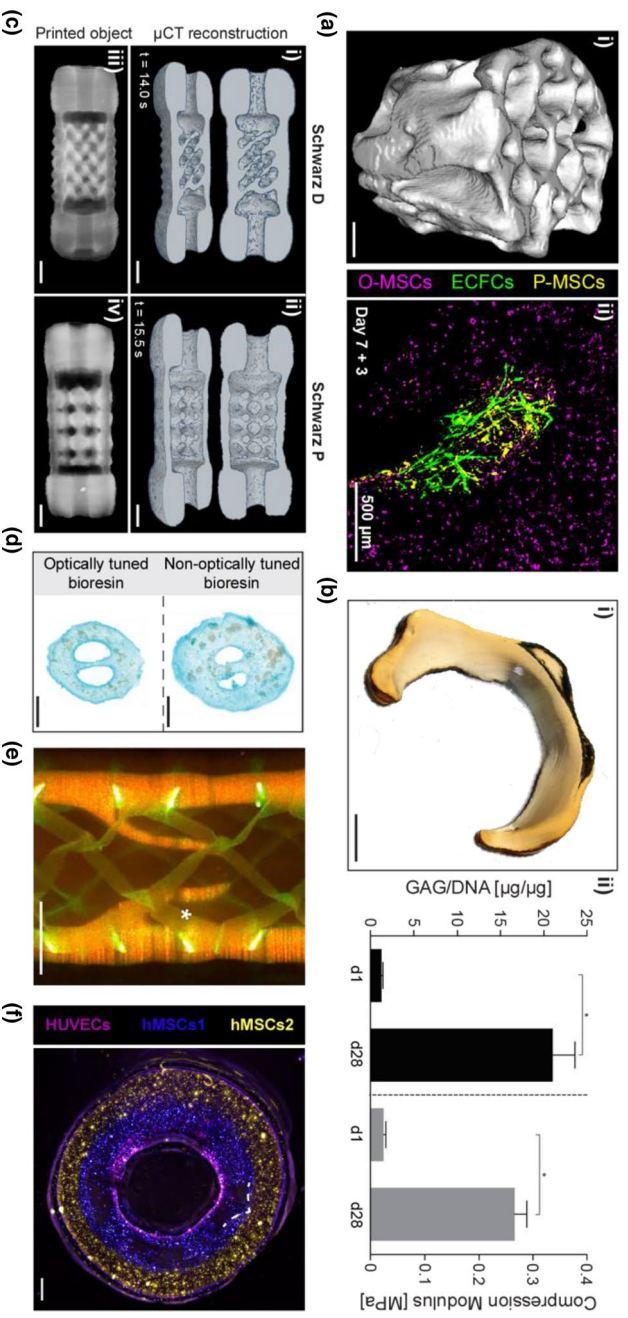 (a)
i)
O-MSCs ECFCs P-MSCs
ii)
Day 7 + 3
500 µm
(b)
i)
ii)
GAG/DNA [µg/µg]
0 5 10 15 20 25
d1 d28 d1 d28
* *
0 0.1 0.2 0.3 0.4
Compression Modulus [MPa]
(c)
Printed object µCT reconstruction
Schwarz D
i)
t = 14.0 s
iii)
Schwarz P
ii)
t = 15.5 s
iv)
(d)
Optically tuned
bioresin
Non-optically tuned
bioresin
(e)
*
(f)
HUVECs hMSCs1 hMSCs2